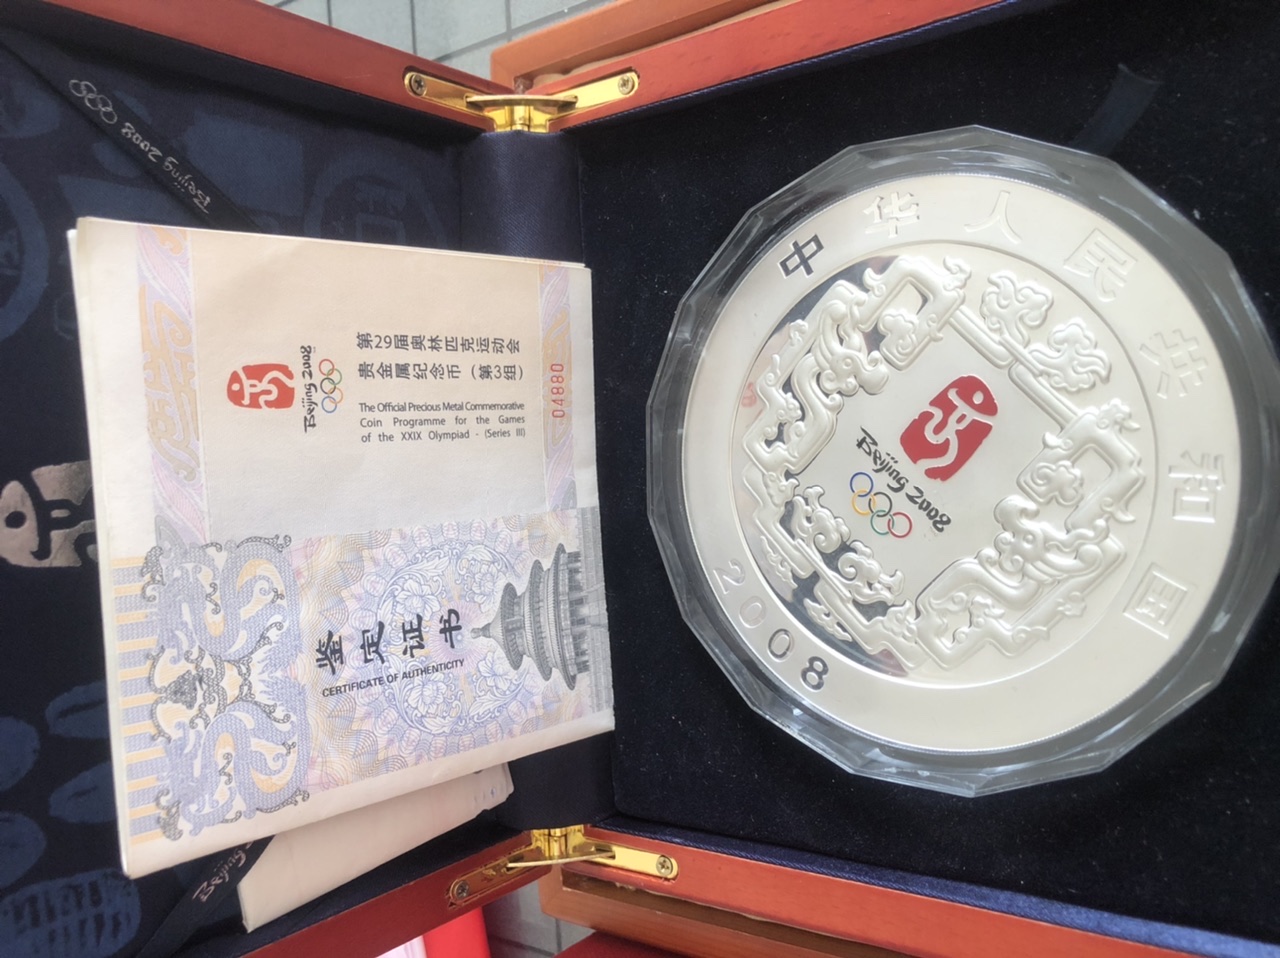 Beijing 2008
Beijing 2008
第29届奥林匹克运动会
贵金属纪念币（第3组）
The Official Precious Metal Commemorative
Coin Programme for the Games
of the XXIX Olympiad - (Series III)
04880
鉴定证书
CERTIFICATE OF AUTHENTICITY
Beijing
中华人民共和国
Beijing 2008
2008